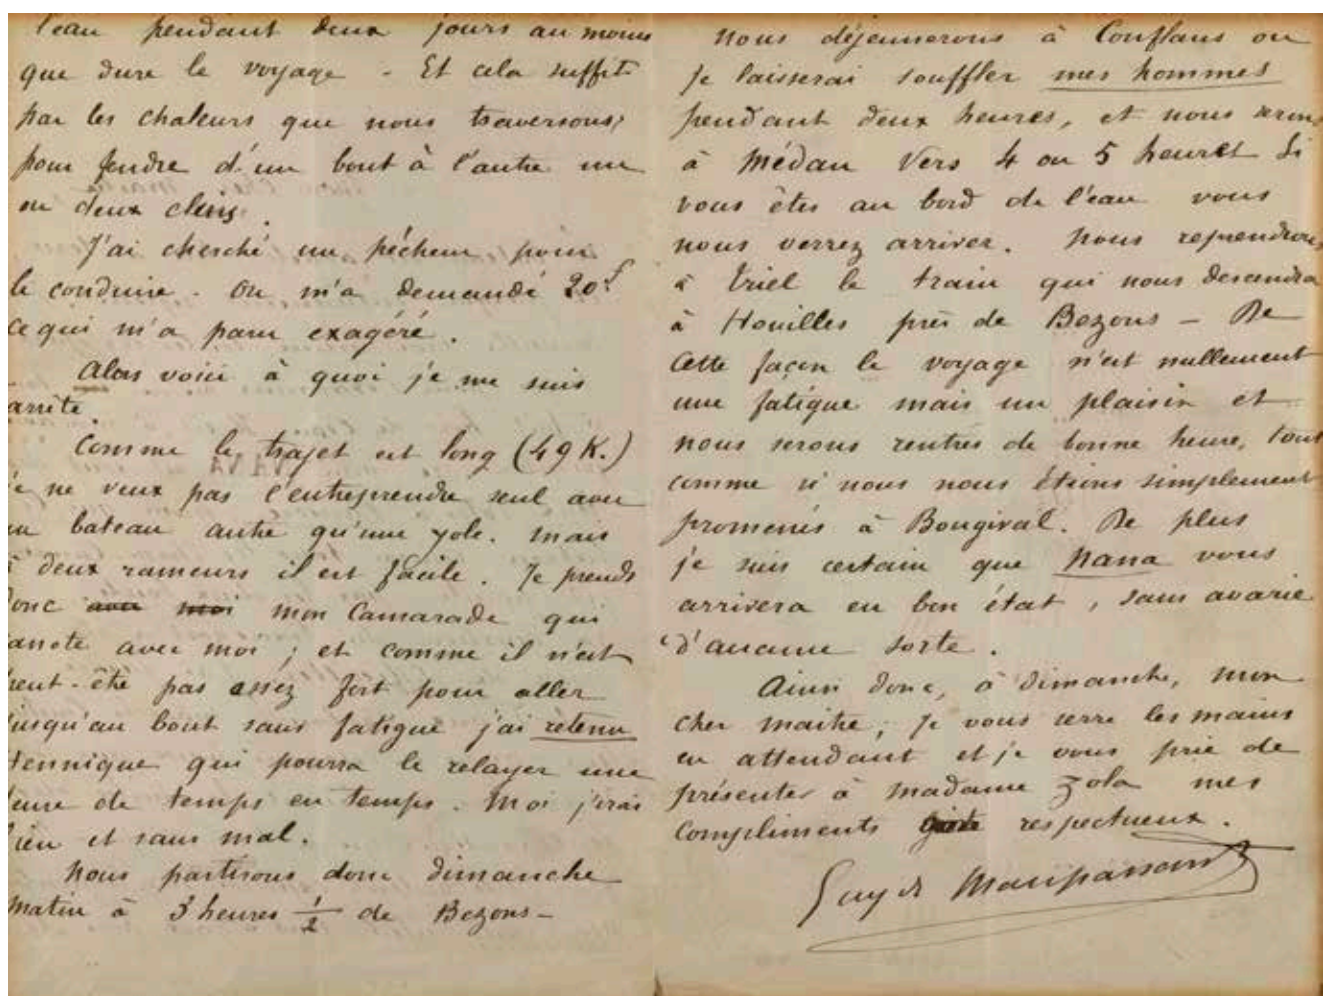 l'eau pendant deux jours au moins
que dure le voyage - Et cela suffit
par les chaleurs que nous traversons,
pour fendre d'un bout à l'autre un
ou deux clins.
J'ai cherché un pécheur pour
le conduire - On m'a demandé 20f
ce qui m'a paru exagéré.
Alors voici à quoi je me suis
arrêté.
Comme le trajet est long (49 K.)
je ne veux pas l'entreprendre seul avec
un bateau autre qu'une yole. mais
à deux rameurs il est facile. Je prends
donc avec moi mon Camarade qui
canote avec moi ; et comme il n'est
peut-être pas assez fort pour aller
jusqu'au bout sans fatigue j'ai retenu
Hennique qui pourra le relayer une
heure de temps en temps. Moi j'irai
bien et sans mal.
Nous partirons donc dimanche
matin à heures 1/2 de Bezons -
nous déjeunerons à Conflans où
je laisserai souffler mes hommes
pendant deux heures, et nous serons
à Médan vers 4 ou 5 heures Si
vous êtes au bord de l'eau vous
nous verrez arriver. Nous reprendrons
à Triel le train qui nous descendra
à Houilles près de Bezons - De
cette façon le voyage n'est nullement
une fatigue mais un plaisir et
nous serons rentrés de bonne heure, tout
comme si nous nous étions simplement
promenés à Bougival. De plus
je suis certain que Nana vous
arrivera en bon état, sans avarie
d'aucune sorte.
Ainsi donc, à dimanche, mon
cher maître ; Je vous serre les mains
en attendant et je vous prie de
présenter à madame Zola mes
compliments respectueux.
Guy de Maupassant